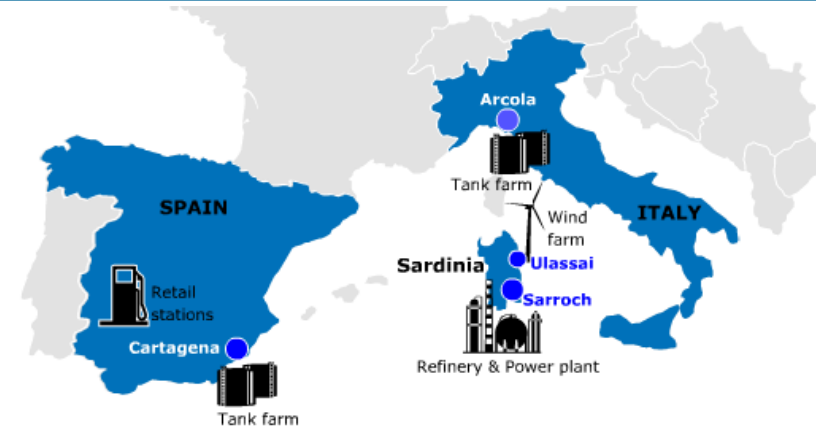 Arcola
Tank farm
SPAIN
ITALY
Wind
farm
Sardinia
Ulassai
Retail
stations
Sarroch
Cartagena
Refinery & Power plant
Tank farm